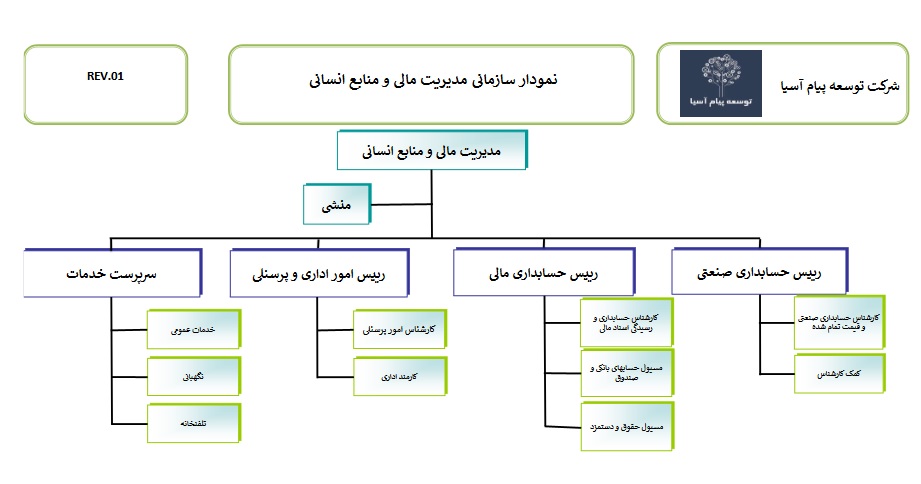 شرکت توسعه پیام آسیا
توسعه پیام آسیا
نمودار سازمانی مدیریت مالی و منابع انسانی
REV.01
مدیریت مالی و منابع انسانی
منشی
رییس حسابداری صنعتی
رییس حسابداری مالی
رییس امور اداری و پرسنلی
سرپرست خدمات
کارشناس حسابداری صنعتی
و قیمت تمام شده
کمک کارشناس
کارشناس حسابداری و
رسیدگی اسناد مالی
مسیول حسابهای بانکی و
صندوق
مسیول حقوق و دستمزد
کارشناس امور پرسنلی
کارمند اداری
خدمات عمومی
نگهبانی
تلفتخانه